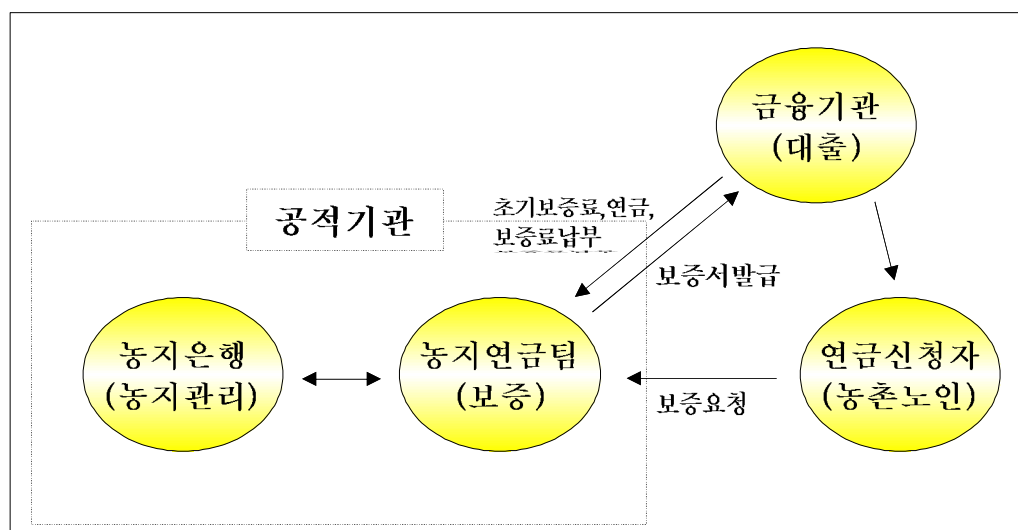 금융기관
(대출)
공적기관
초기보증료,연금,
보증료납부
보증서발급
농지은행
(농지관리)
농지연금팀
(보증)
연금신청자
(농촌노인)
보증요청